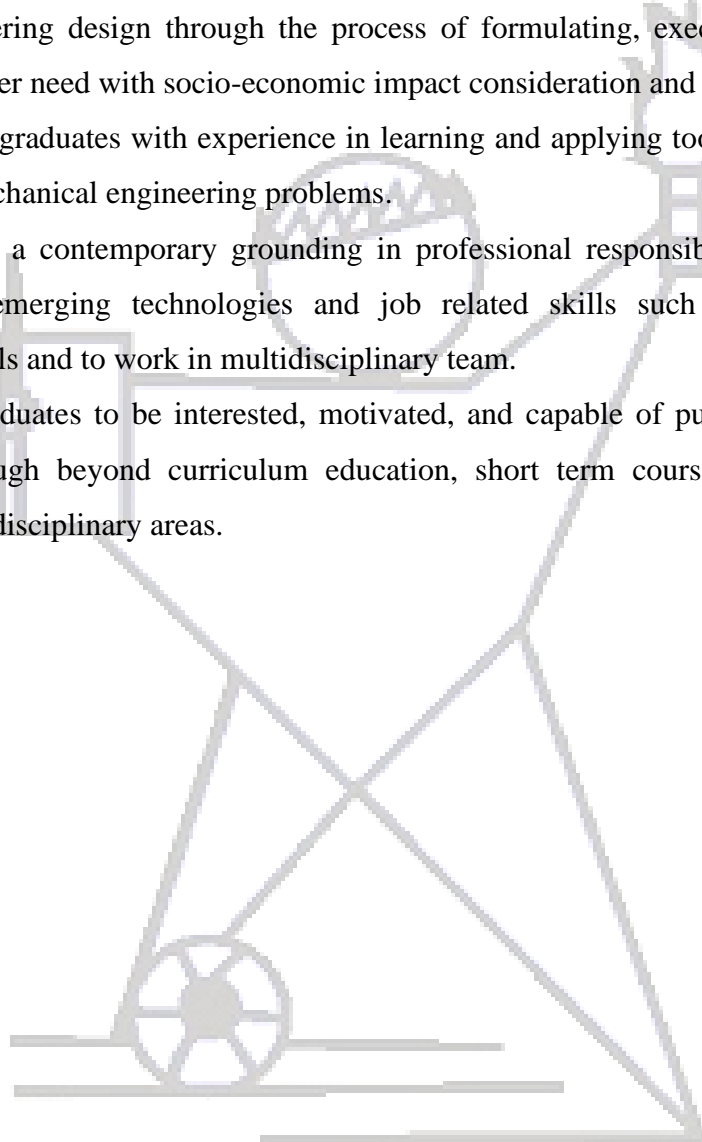 ering design through the process of formulating, exec
er need with socio-economic impact consideration and
graduates with experience in learning and applying too
chanical engineering problems.
a contemporary grounding in professional responsib
emerging technologies and job related skills such
ls and to work in multidisciplinary team.
duates to be interested, motivated, and capable of pu
ugh beyond curriculum education, short term cours
disciplinary areas.